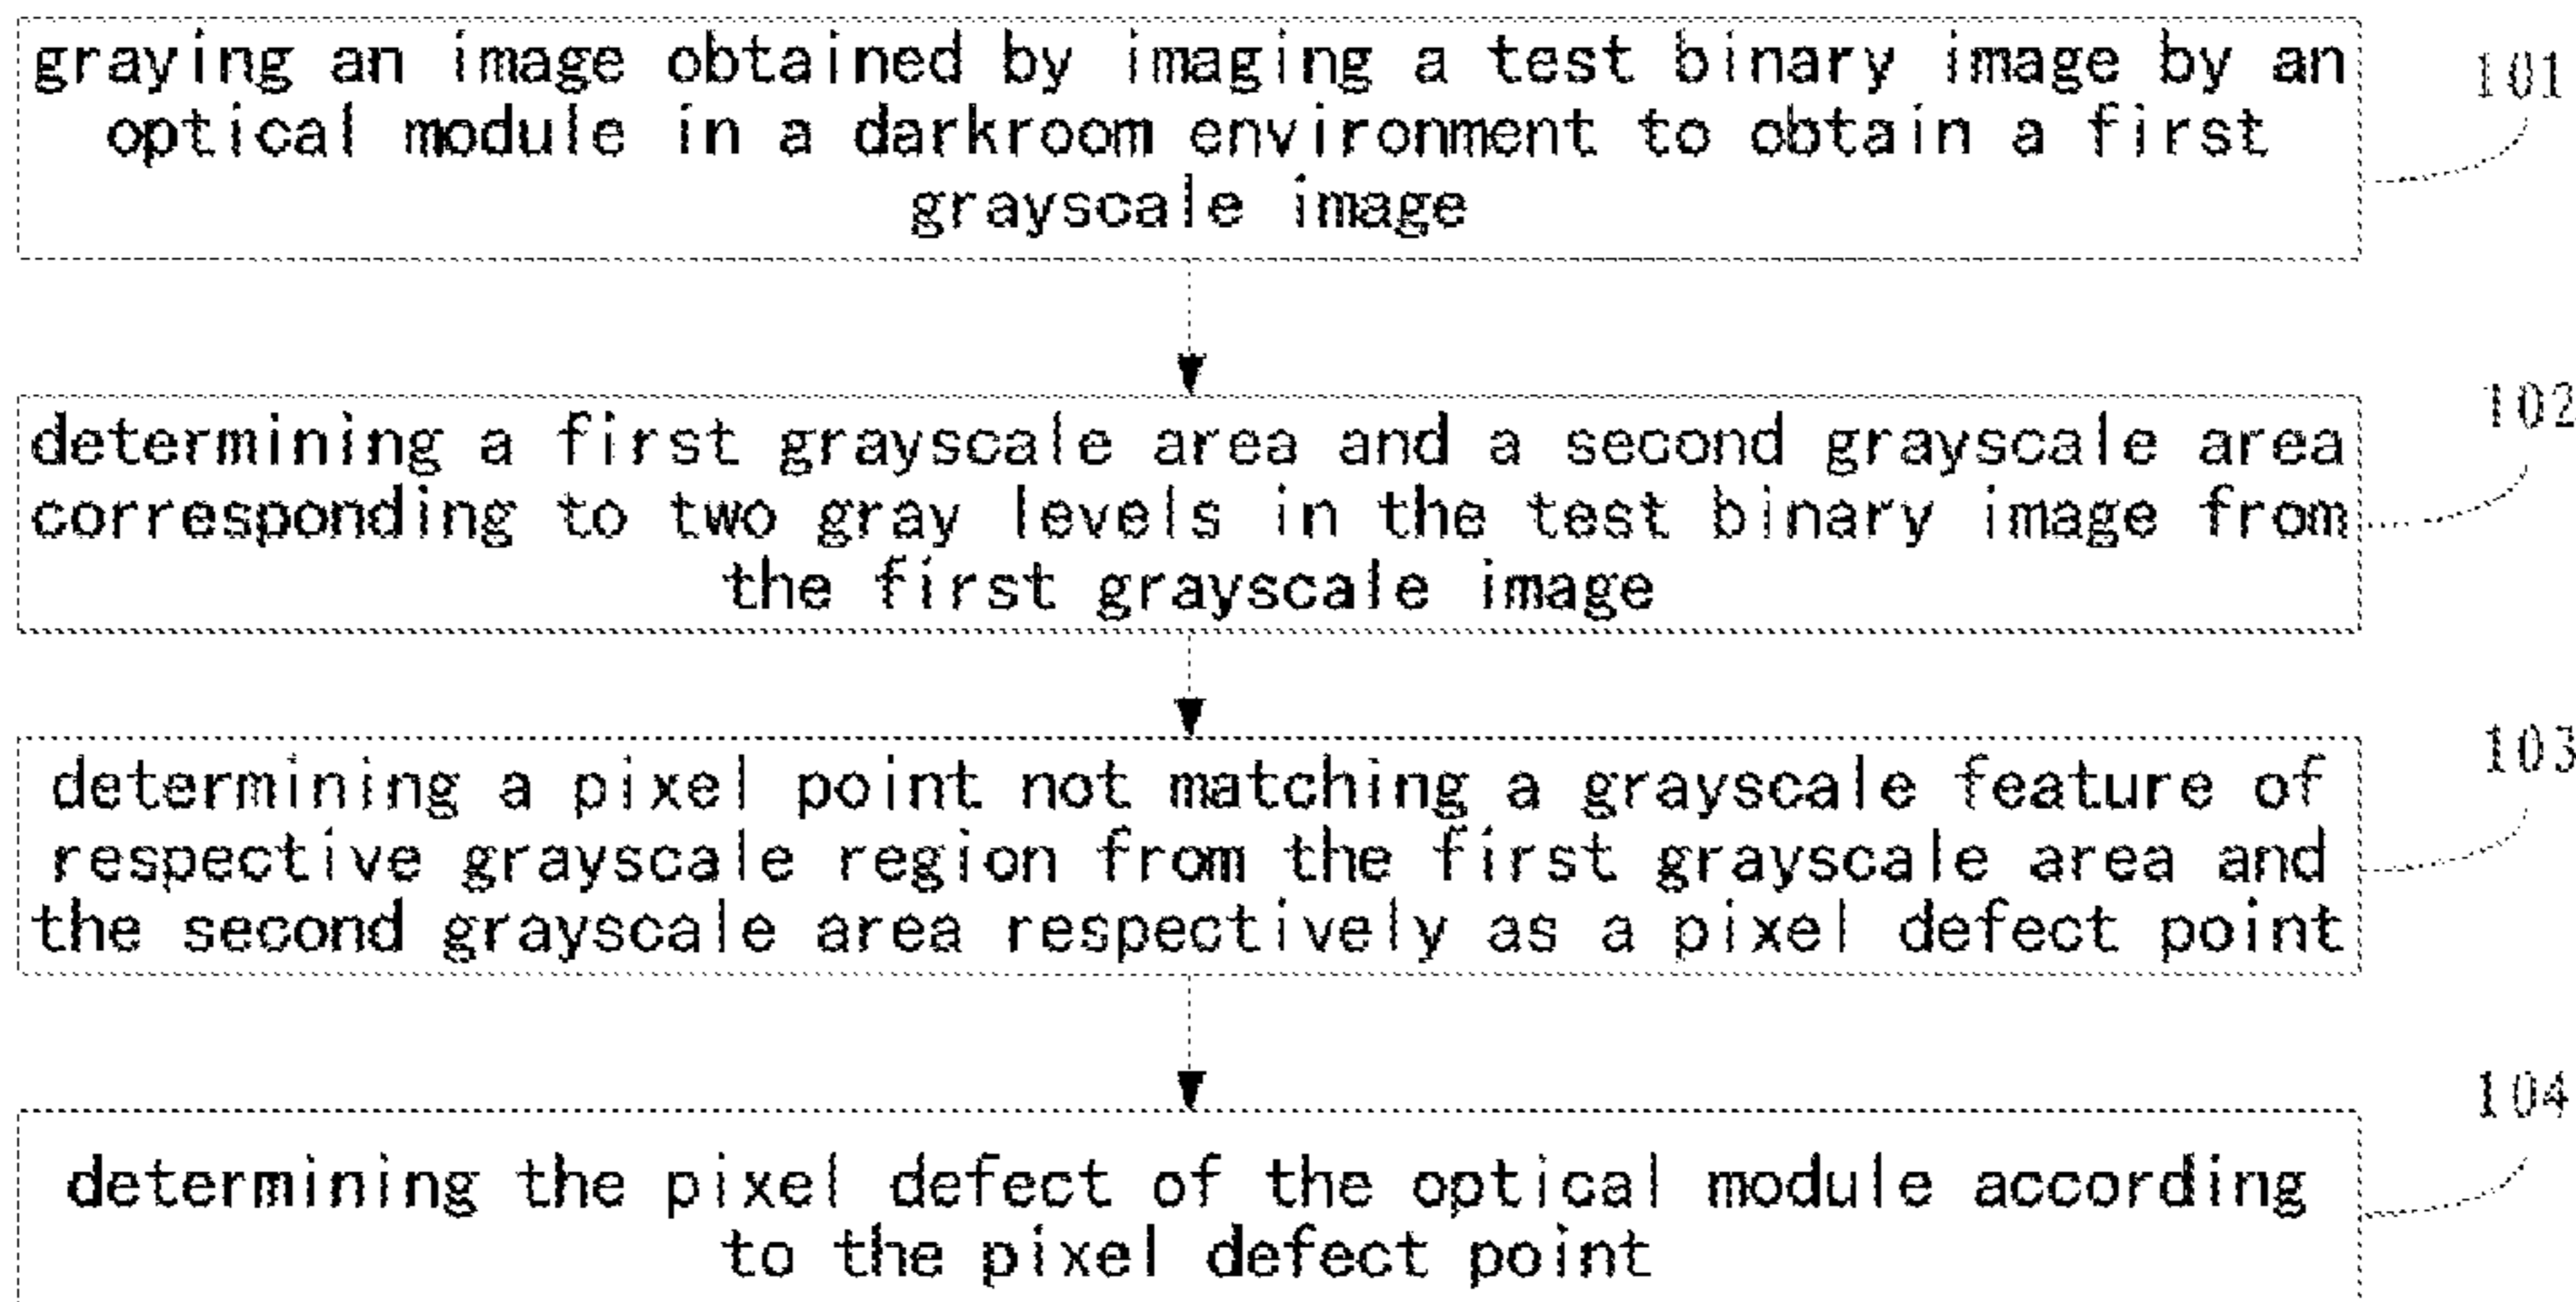 graying an image obtained by imaging a test binary image by an
optical module in a darkroom environment to obtain a first
grayscale image
101
determining a first grayscale area and a second grayscale area
corresponding to two gray levels in the test binary image from
the first grayscale image
102
determining a pixel point not matching a grayscale feature of
respective grayscale region from the first grayscale area and
the second grayscale area respectively as a pixel defect point
103
determining the pixel defect of the optical module according
to the pixel defect point
104